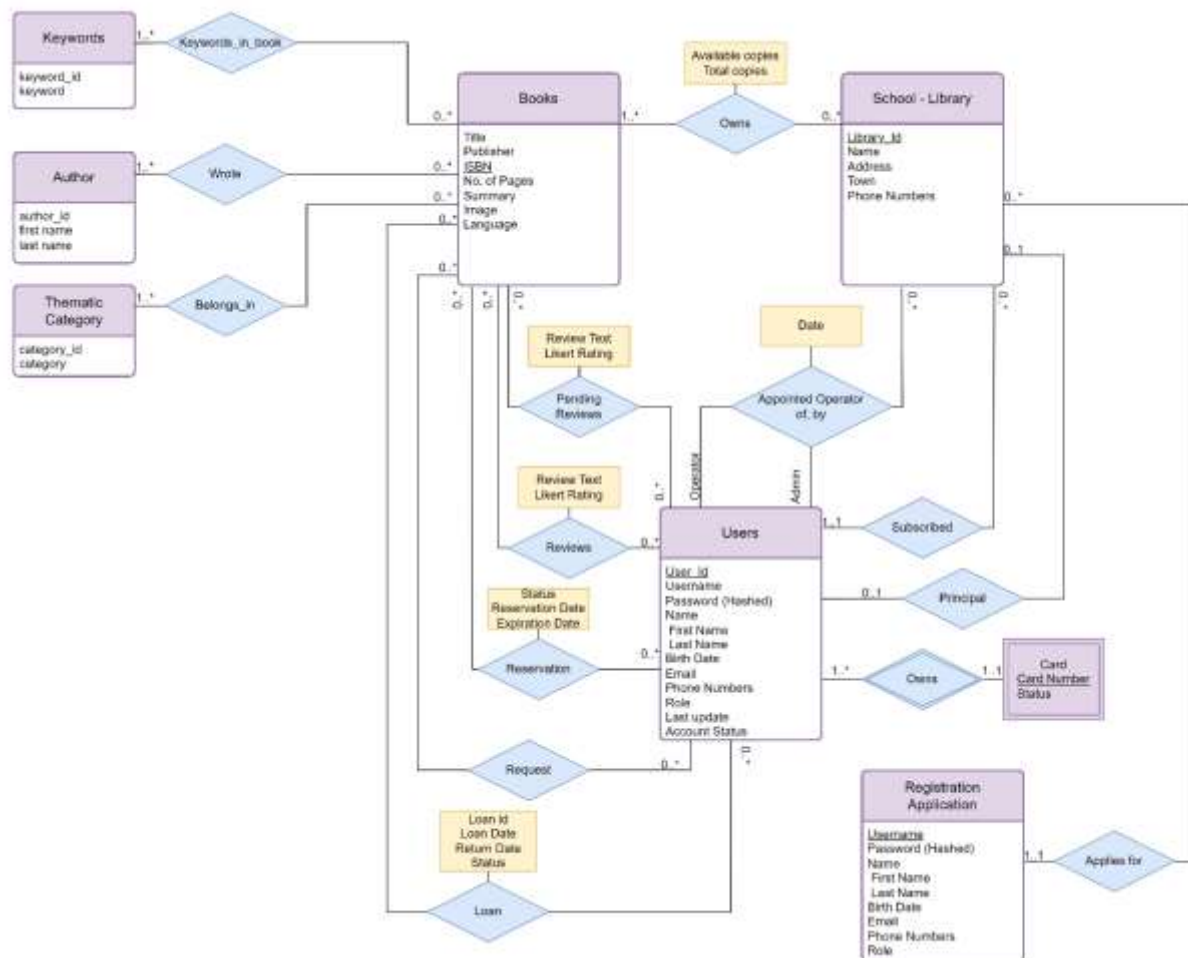 Keywords
keyword_id
keyword
1..*
Keywords_in_book
0..*
Author
author_id
first name
last name
1..*
Wrote
0..*
Thematic
Category
category_id
category
1..*
Belongs_in
0..*
0..*
0..*
Books
Title
Publisher
ISBN
No. of Pages
Summary
Image
Language
1..*
Available copies
Total copies
Owns
0..*
School - Library
Library_Id
Name
Address
Town
Phone Numbers
0..*
0..1
0..*
0..*
0..*
0..*
0..*
Review Text
Likert Rating
Pending
Reviews
0..*
Date
Appointed Operator
of, by
Operator
Admin
Review Text
Likert Rating
Reviews
0..*
Users
User_Id
Username
Password (Hashed)
Name
First Name
Last Name
Birth Date
Email
Phone Numbers
Role
Last update
Account Status
1..1
Subscribed
0..1
Principal
Status
Reservation Date
Expiration Date
Reservation
0..*
1..*
Owns
1..1
Card
Card Number
Status
Request
0..*
0..*
Loan Id
Loan Date
Return Date
Status
Loan
Registration
Application
Username
Password (Hashed)
Name
First Name
Last Name
Birth Date
Email
Phone Numbers
Role
1..1
Applies for